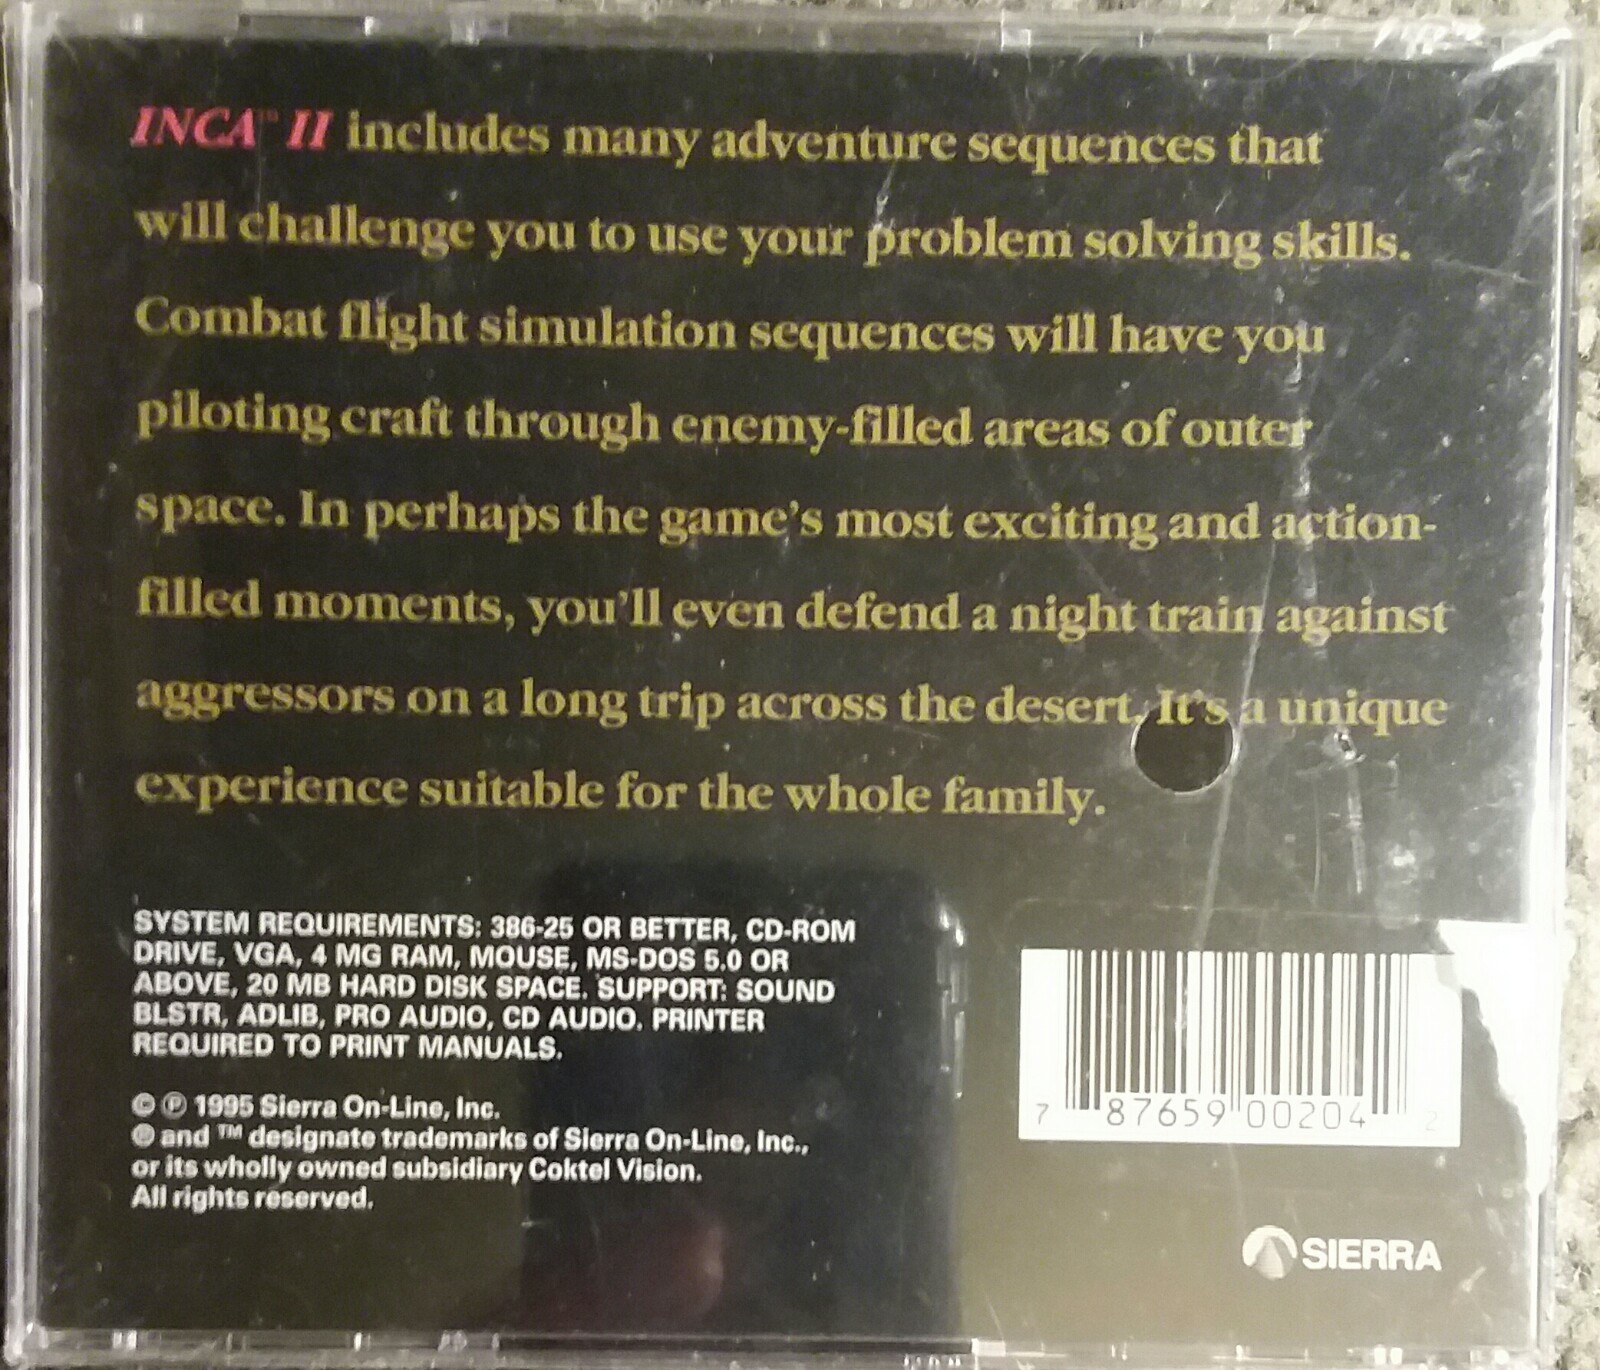 INCA™ II includes many adventure sequences that
will challenge you to use your problem solving skills.
Combat flight simulation sequences will have you
piloting craft through enemy-filled areas of outer
space. In perhaps the game's most exciting and action-
filled moments, you'll even defend a night train against
aggressors on a long trip across the desert. It's a unique
experience suitable for the whole family.
SYSTEM REQUIREMENTS: 386-25 OR BETTER, CD-ROM
DRIVE, VGA, 4 MG RAM, MOUSE, MS-DOS 5.0 OR
ABOVE, 20 MB HARD DISK SPACE. SUPPORT: SOUND
BLSTR, ADLIB, PRO AUDIO, CD AUDIO. PRINTER
REQUIRED TO PRINT MANUALS.
© ℗ 1995 Sierra On-Line, Inc.
® and ™ designate trademarks of Sierra On-Line, Inc.,
or its wholly owned subsidiary Coktel Vision.
All rights reserved.
7 87659 00204 2
SIERRA